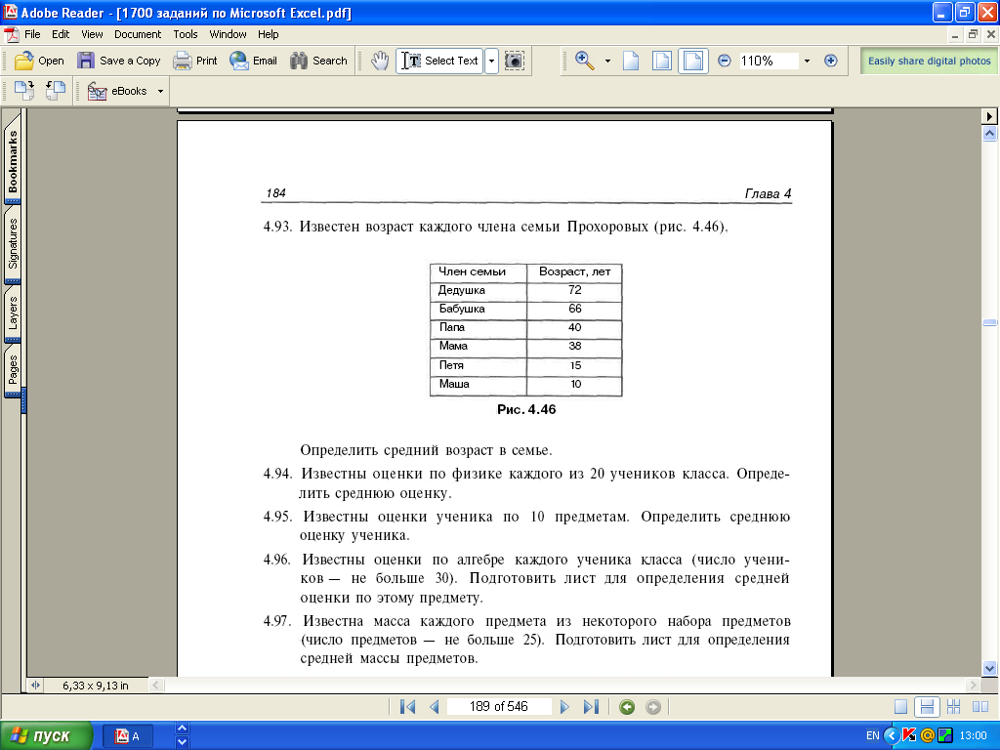 Adobe Reader - [1700 заданий по Microsoft Excel.pdf]
File Edit View Document Tools Window Help
Open Save a Copy Print Email Search Select Text 110% Easily share digital photos
eBooks
Bookmarks
Signatures
Layers
Pages
184 Глава 4
4.93. Известен возраст каждого члена семьи Прохоровых (рис. 4.46).
Член семьи Возраст, лет
Дедушка 72
Бабушка 66
Папа 40
Мама 38
Петя 15
Маша 10
Рис. 4.46
Определить средний возраст в семье.
4.94. Известны оценки по физике каждого из 20 учеников класса. Опреде-
лить среднюю оценку.
4.95. Известны оценки ученика по 10 предметам. Определить среднюю
оценку ученика.
4.96. Известны оценки по алгебре каждого ученика класса (число учени-
ков — не больше 30). Подготовить лист для определения средней
оценки по этому предмету.
4.97. Известна масса каждого предмета из некоторого набора предметов
(число предметов — не больше 25). Подготовить лист для определения
средней массы предметов.
6,33 x 9,13 in
189 of 546
пуск A EN 13:00